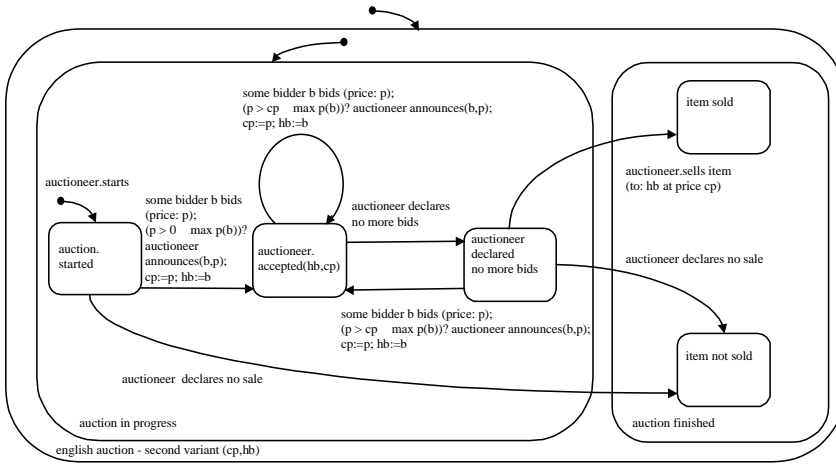 some bidder b bids (price: p);
(p > cp    max p(b))? auctioneer announces(b,p);
cp:=p; hb:=b
item sold
auctioneer.sells item
(to: hb at price cp)
auctioneer.starts
some bidder b bids
(price: p);
(p > 0    max p(b))?
auctioneer
announces(b,p);
cp:=p; hb:=b
auctioneer declares
no more bids
auction.
started
auctioneer.
accepted(hb,cp)
auctioneer
declared
no more bids
auctioneer declares no sale
some bidder b bids (price: p);
(p > cp    max p(b))? auctioneer announces(b,p);
cp:=p; hb:=b
item not sold
auctioneer  declares no sale
auction in progress
auction finished
english auction - second variant (cp,hb)